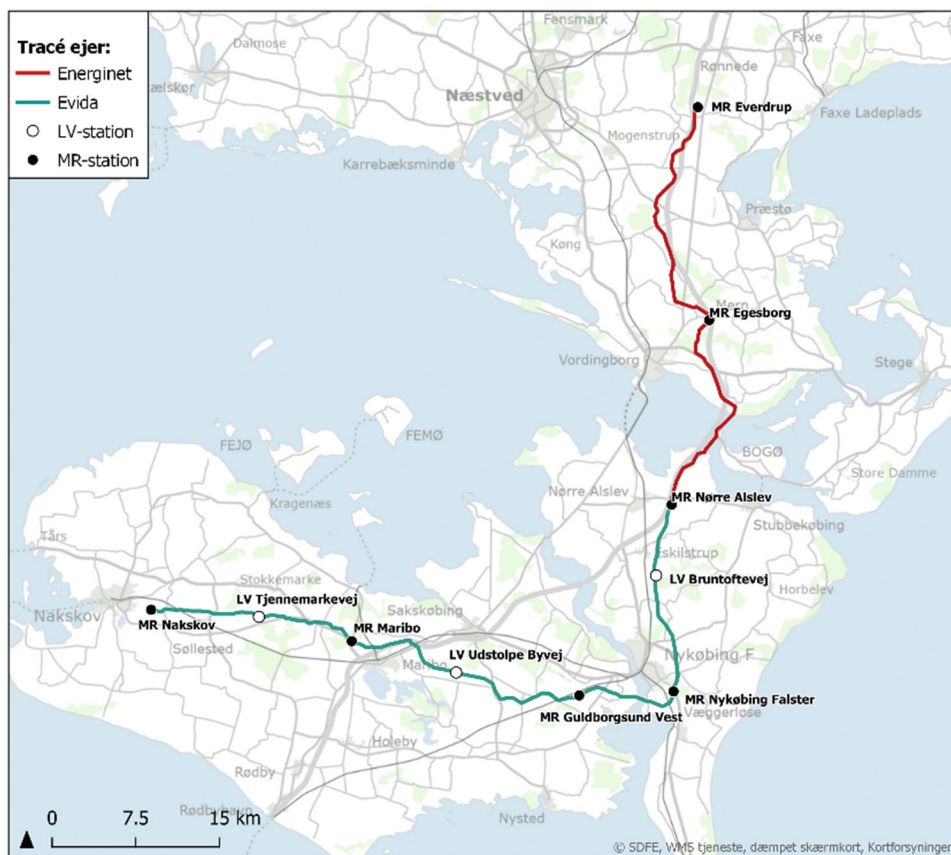 Tracé ejer:
Energinet
Evida
LV-station
MR-station
Fensmark
Dalmose
Faxe
Rønnede
Næstved
MR Everdrup
Faxe Ladeplads
Mogenstrup
Karrebæksminde
Præstø
Køng
Mern
MR Egesborg
Vordingborg
Stege
FEMØ
FEJØ
BOGØ
Store Damme
Kragenæs
Nørre Alslev
MR Nørre Alslev
Stubbekøbing
Tårs
Eskilstrup
Stokkemarke
LV Bruntoftevej
Horbelev
LV Tjennemarkevej
Sakskøbing
Nakskov
MR Nakskov
MR Maribo
Søllested
LV Udstolpe Byvej
Nykøbing F
Maribo
MR Nykøbing Falster
MR Guldborgsund Vest
Væggerløse
Holeby
Rødby
Rødbyhavn
Nysted
0 7.5 15 km
© SDFE, WMS tjeneste, dæmpet skærmkort, Kortforsyningen